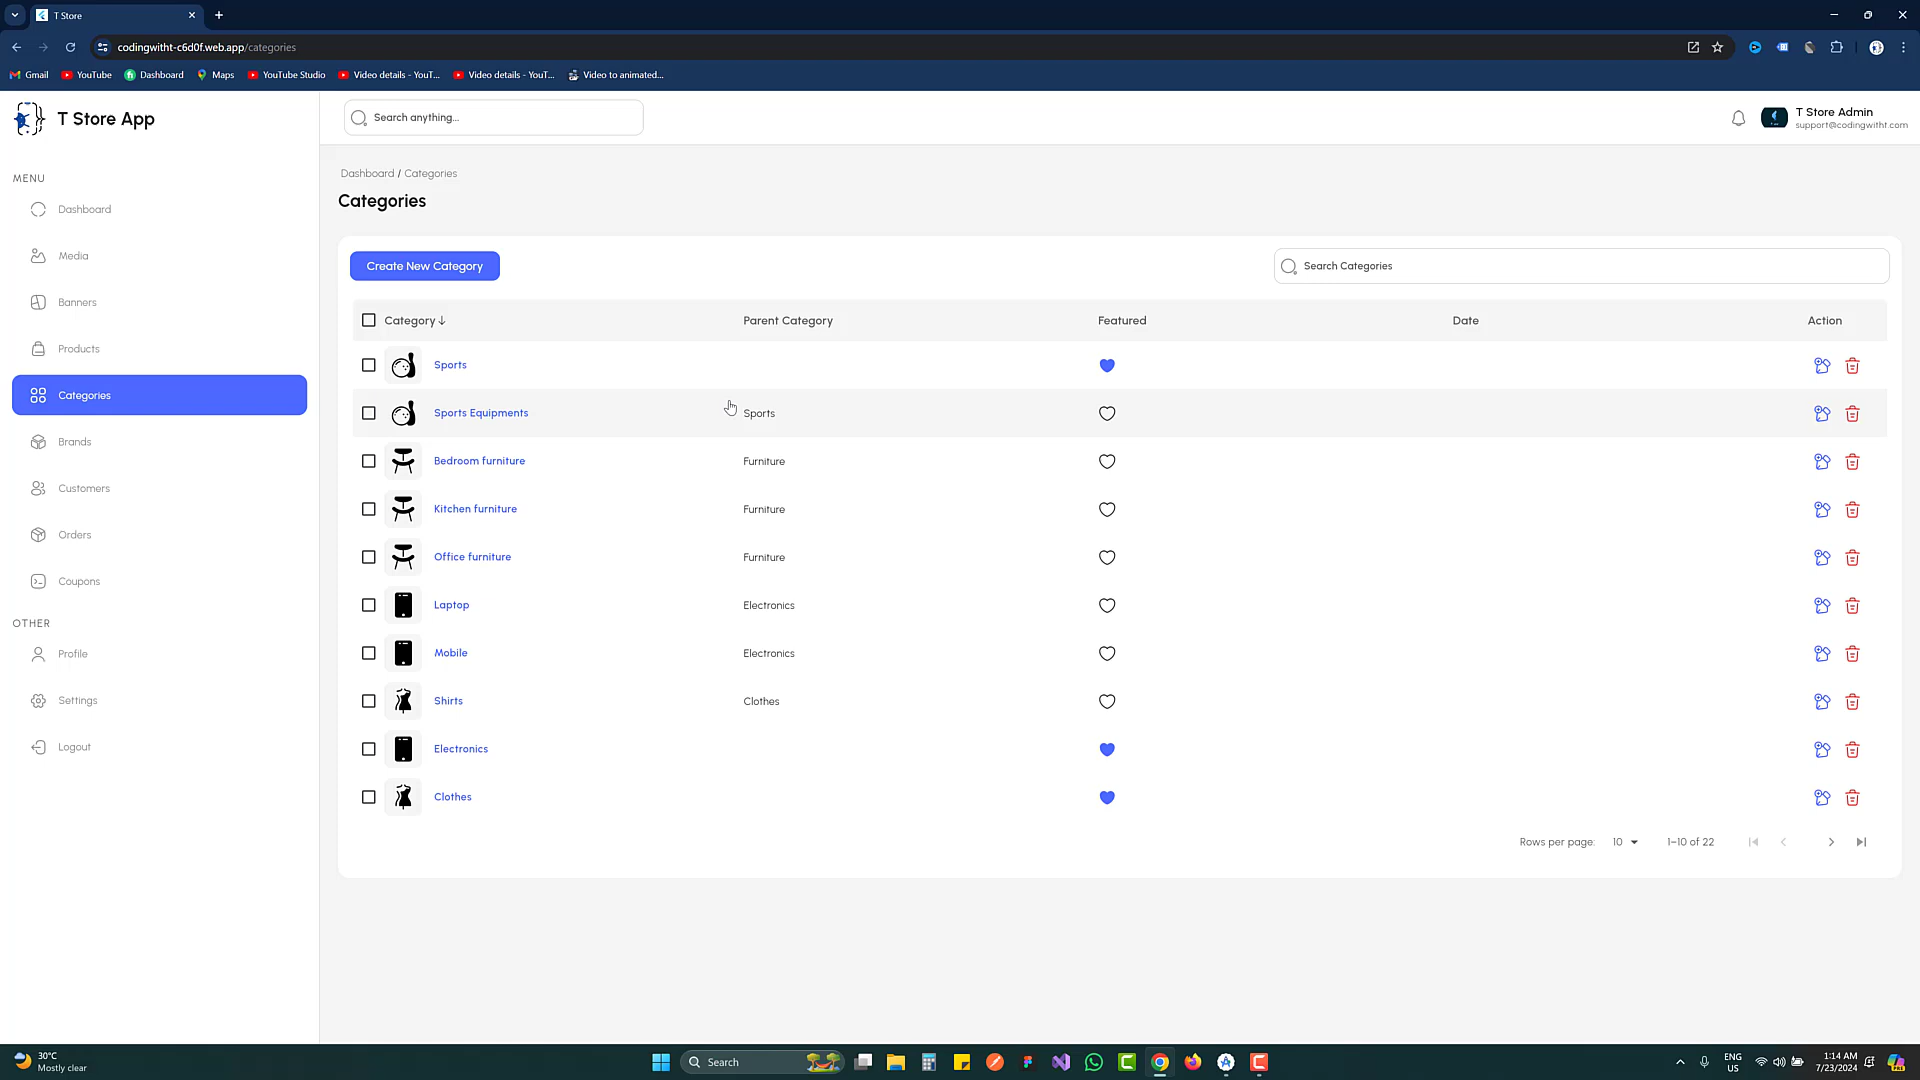 T Store
codingwitht-c6d0f.web.app/categories
Gmail
YouTube
Dashboard
Maps
YouTube Studio
Video details - YouT...
Video details - YouT...
Video to animated...
T Store App
Search anything...
T Store Admin
support@codingwitht.com
MENU
Dashboard
Media
Banners
Products
Categories
Brands
Customers
Orders
Coupons
OTHER
Profile
Settings
Logout
Dashboard / Categories
Categories
Create New Category
Search Categories
Category Parent Category Featured Date Action
Sports
Sports Equipments Sports
Bedroom furniture Furniture
Kitchen furniture Furniture
Office furniture Furniture
Laptop Electronics
Mobile Electronics
Shirts Clothes
Electronics
Clothes
Rows per page: 10 1-10 of 22
30°C
Mostly clear
Search
ENG
US
1:14 AM
7/23/2024